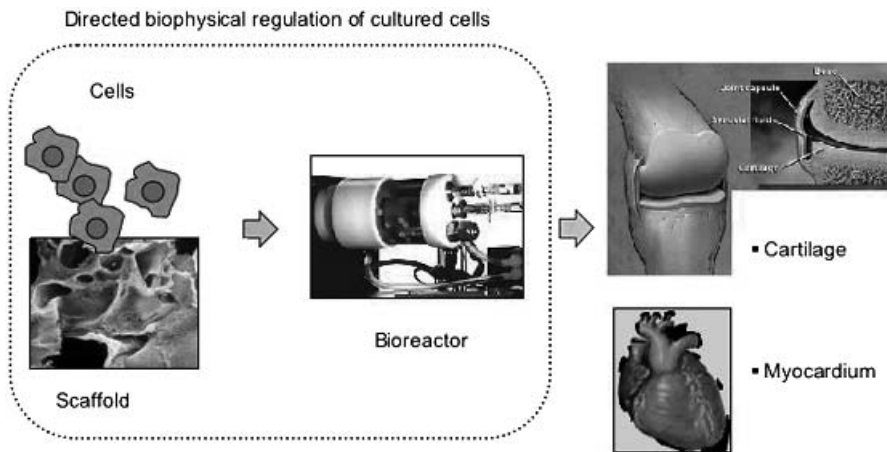 Directed biophysical regulation of cultured cells
Cells
Scaffold
Bioreactor
Bone
Joint capsule
Synovial fluid
Cartilage
▪ Cartilage
▪ Myocardium